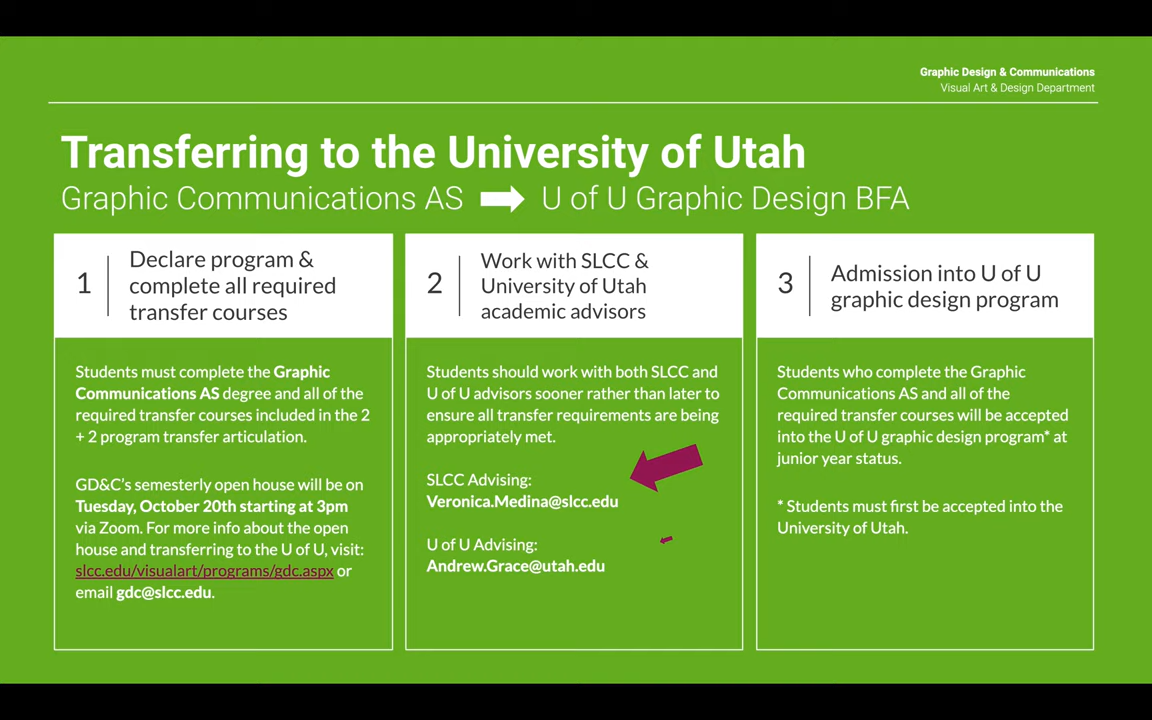 Graphic Design & Communications
Visual Art & Design Department
Transferring to the University of Utah
Graphic Communications AS U of U Graphic Design BFA
1
Declare program &
complete all required
transfer courses
Students must complete the Graphic
Communications AS degree and all of the
required transfer courses included in the 2
+ 2 program transfer articulation.
GD&C's semesterly open house will be on
Tuesday, October 20th starting at 3pm
via Zoom. For more info about the open
house and transferring to the U of U, visit:
slcc.edu/visualart/programs/gdc.aspx or
email gdc@slcc.edu.
2
Work with SLCC &
University of Utah
academic advisors
Students should work with both SLCC and
U of U advisors sooner rather than later to
ensure all transfer requirements are being
appropriately met.
SLCC Advising:
Veronica.Medina@slcc.edu
U of U Advising:
Andrew.Grace@utah.edu
3
Admission into U of U
graphic design program
Students who complete the Graphic
Communications AS and all of the
required transfer courses will be accepted
into the U of U graphic design program* at
junior year status.
* Students must first be accepted into the
University of Utah.